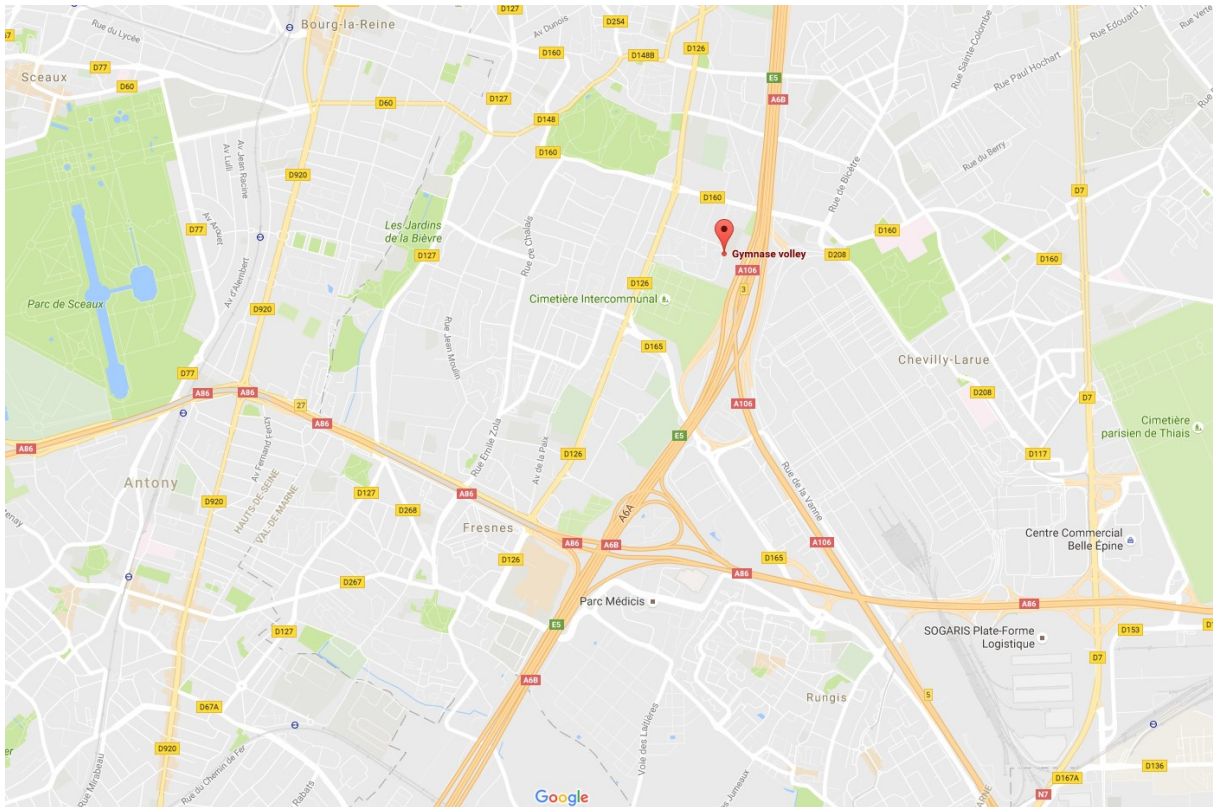 Bourg-la-Reine
D127
D254
Av Dunois
D126
Rue du Lycée
D160
D148B
Rue Sainte-Colombe
Rue Paul Hochart
Sceaux
D77
D60
E5
A6B
D60
D127
D148
D160
Rue du Berry
Av Lulli
Av Jean Racine
D920
D160
Rue de Bicêtre
D7
Av Arouet
D77
Les Jardins
de la Bièvre
Rue de Chalais
D160
D127
Gymnase volley
D208
D160
A106
Av d'Alembert
D126
3
Parc de Sceaux
D920
Cimetière Intercommunal
Rue Jean Moulin
D165
Chevilly-Larue
D77
A86
A86
D208
D7
27
A106
A86
Cimetière
parisien de Thiais
A86
E5
Av Fernand Fenzy
Rue Emile Zola
Av de la Paix
D126
D117
Antony
Rue de la Vanne
D127
A86
D920
HAUTS-DE-SEINE
VAL-DE-MARNE
D268
A6A
Fresnes
Centre Commercial
Belle Épine
A86
A6B
A106
D126
D165
A86
D267
Parc Médicis
A86
E5
D127
SOGARIS Plate-Forme
Logistique
D153
D7
A6B
Rungis
5
D67A
Voie des Laitières
D920
Rue du Chemin de Fer
Rue Mirabeau
Rabats
D136
D167A
N7
Google